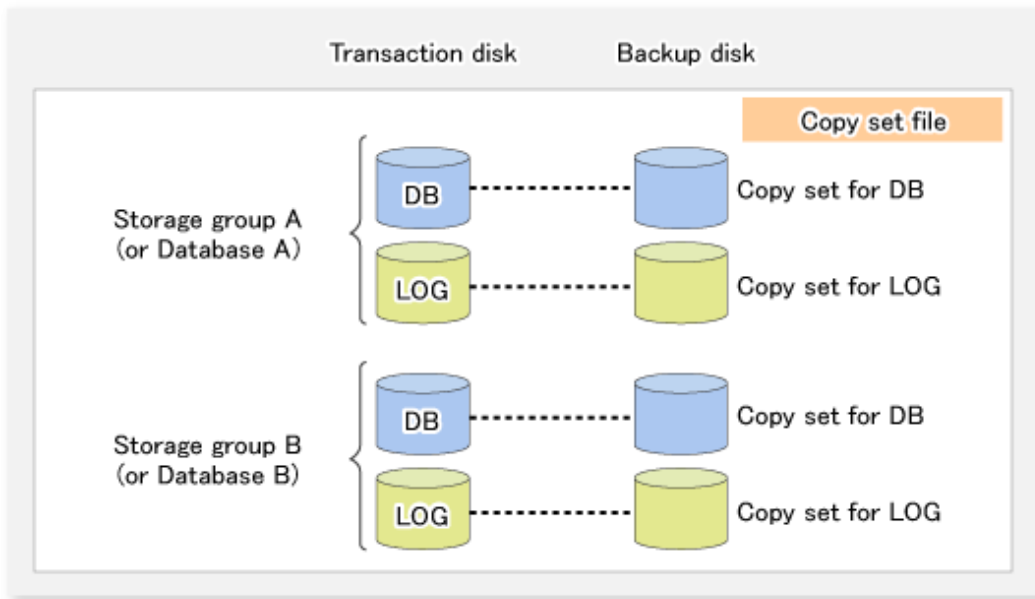 Transaction disk
Backup disk
Copy set file
Storage group A
(or Database A)
DB
Copy set for DB
LOG
Copy set for LOG
Storage group B
(or Database B)
DB
Copy set for DB
LOG
Copy set for LOG